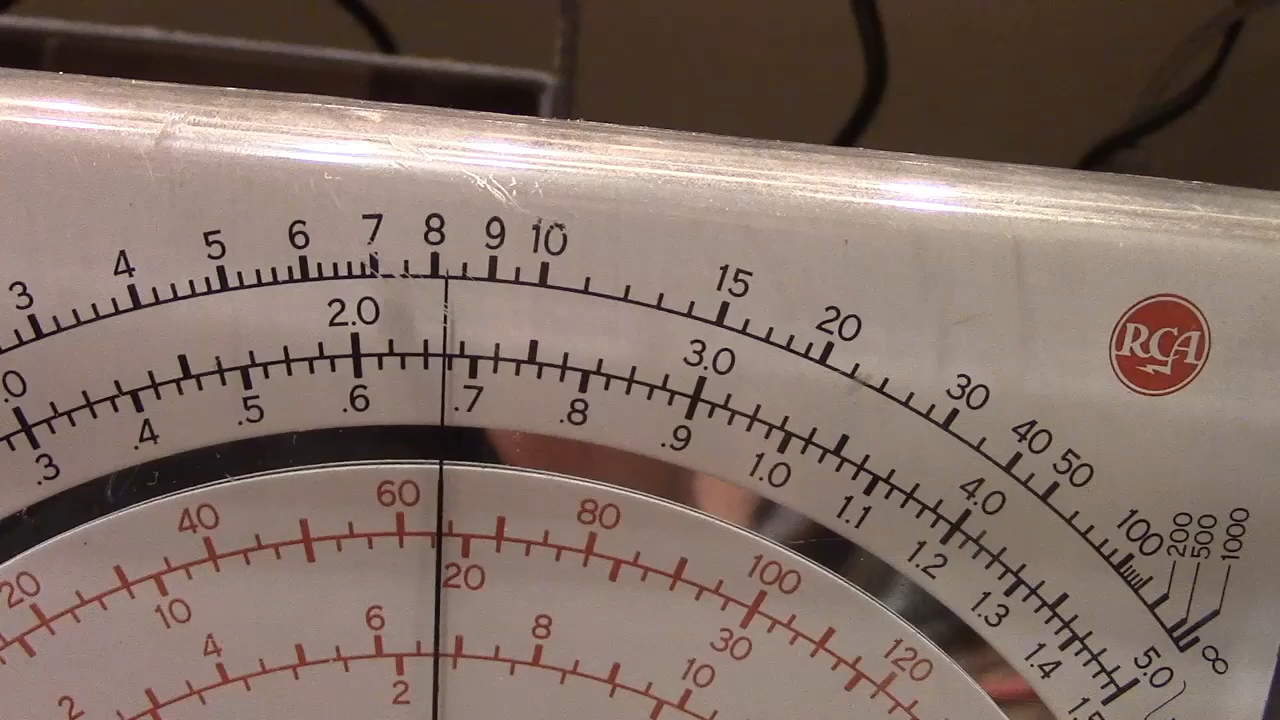 3 4 5 6 7 8 9 10 15 20 30 40 50 100 200 500 1000 ∞
.0 2.0 3.0 4.0 5.0
.3 .4 .5 .6 .7 .8 .9 1.0 1.1 1.2 1.3 1.4
20 40 60 80 100 120
10 20 30
2 4 6 8 10
2
RCA